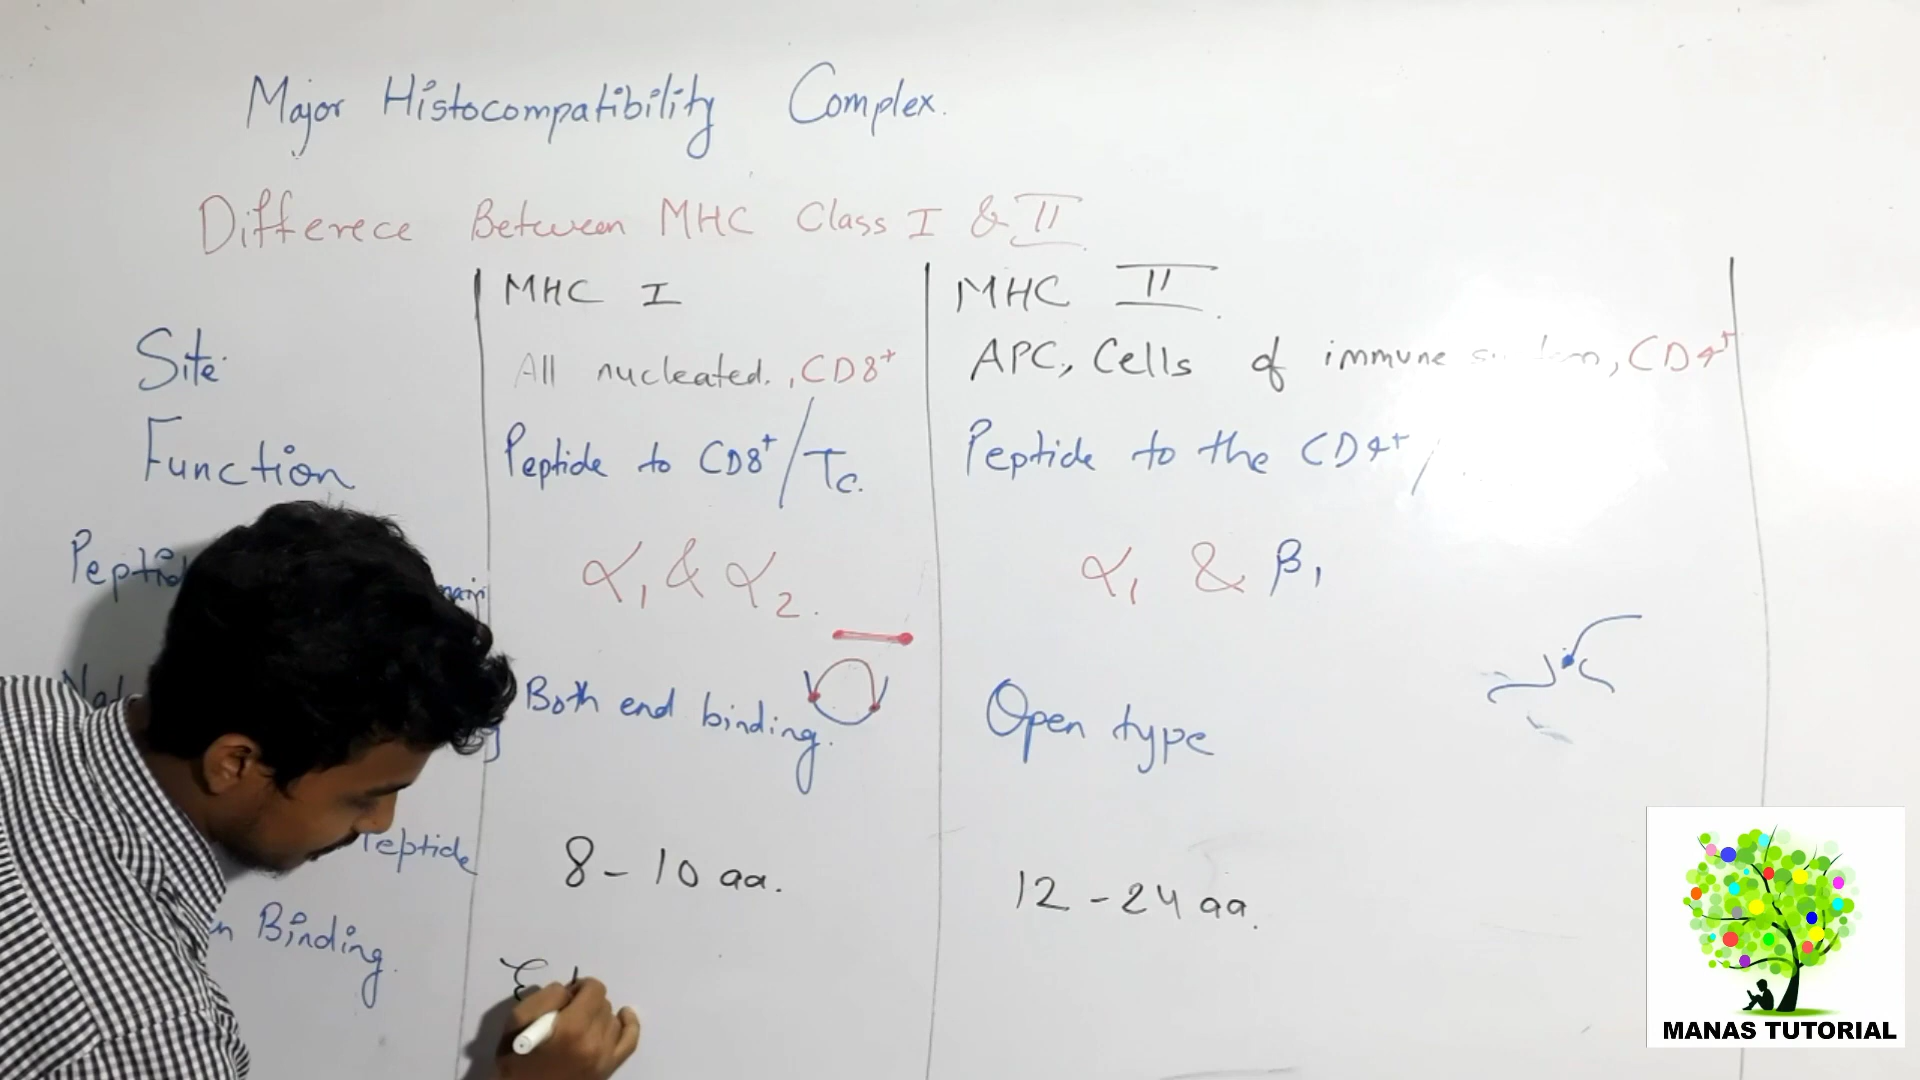 Major Histocompatibility Complex.
Differece Between MHC Class I & II
MHC I MHC II
Site All nucleated, CD8+ APC, Cells of immune CD4+
Function Peptide to CD8+/Tc. Peptide to the CD4+/
α1 & α2. α1 & β1
Both end binding. Open type
Peptide 8-10 aa. 12-24 aa.
Binding.
MANAS TUTORIAL